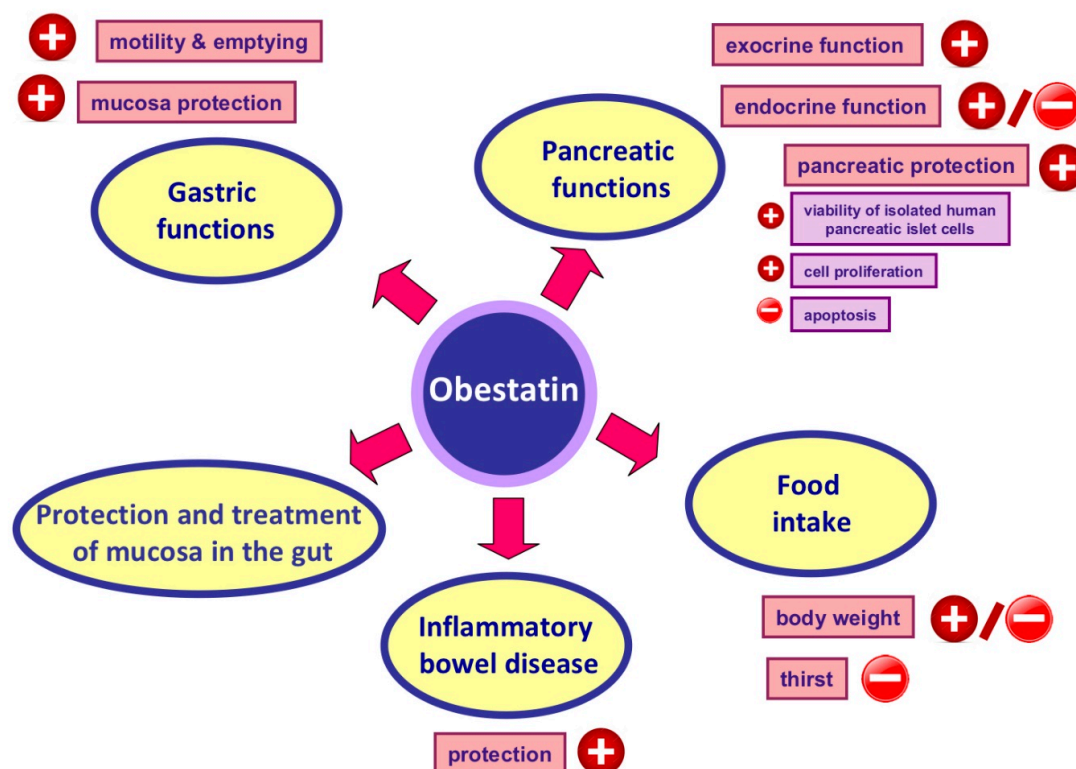 motility & emptying
mucosa protection
Gastric
functions
exocrine function
endocrine function
pancreatic protection
viability of isolated human
pancreatic islet cells
cell proliferation
apoptosis
Pancreatic
functions
Obestatin
Protection and treatment
of mucosa in the gut
Inflammatory
bowel disease
protection
Food
intake
body weight
thirst